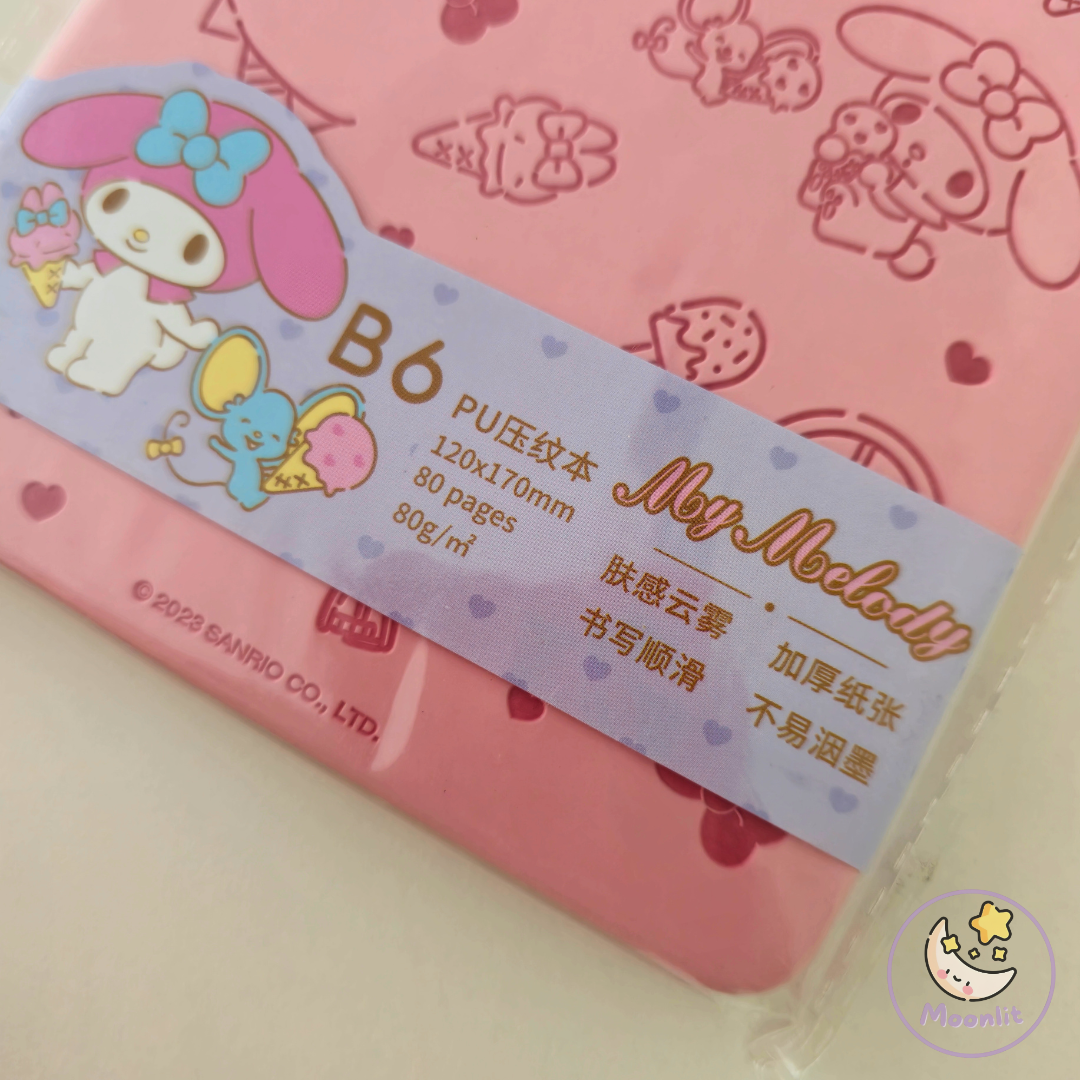 B6
PU压纹本
120x170mm
80 pages
80g/㎡
My Melody
肤感云雾
加厚纸张
书写顺滑
不易洇墨
© 2023 SANRIO CO., LTD.
Moonlit